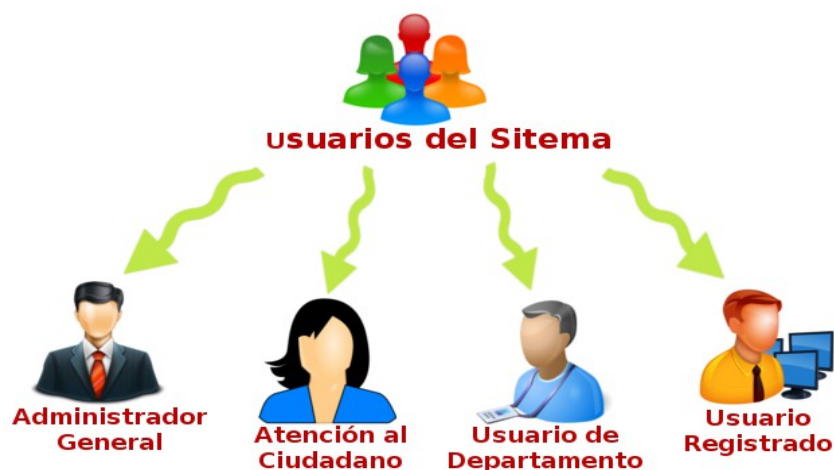 Usuarios del Sitema
Administrador
General
Atención al
Ciudadano
Usuario de
Departamento
Usuario
Registrado